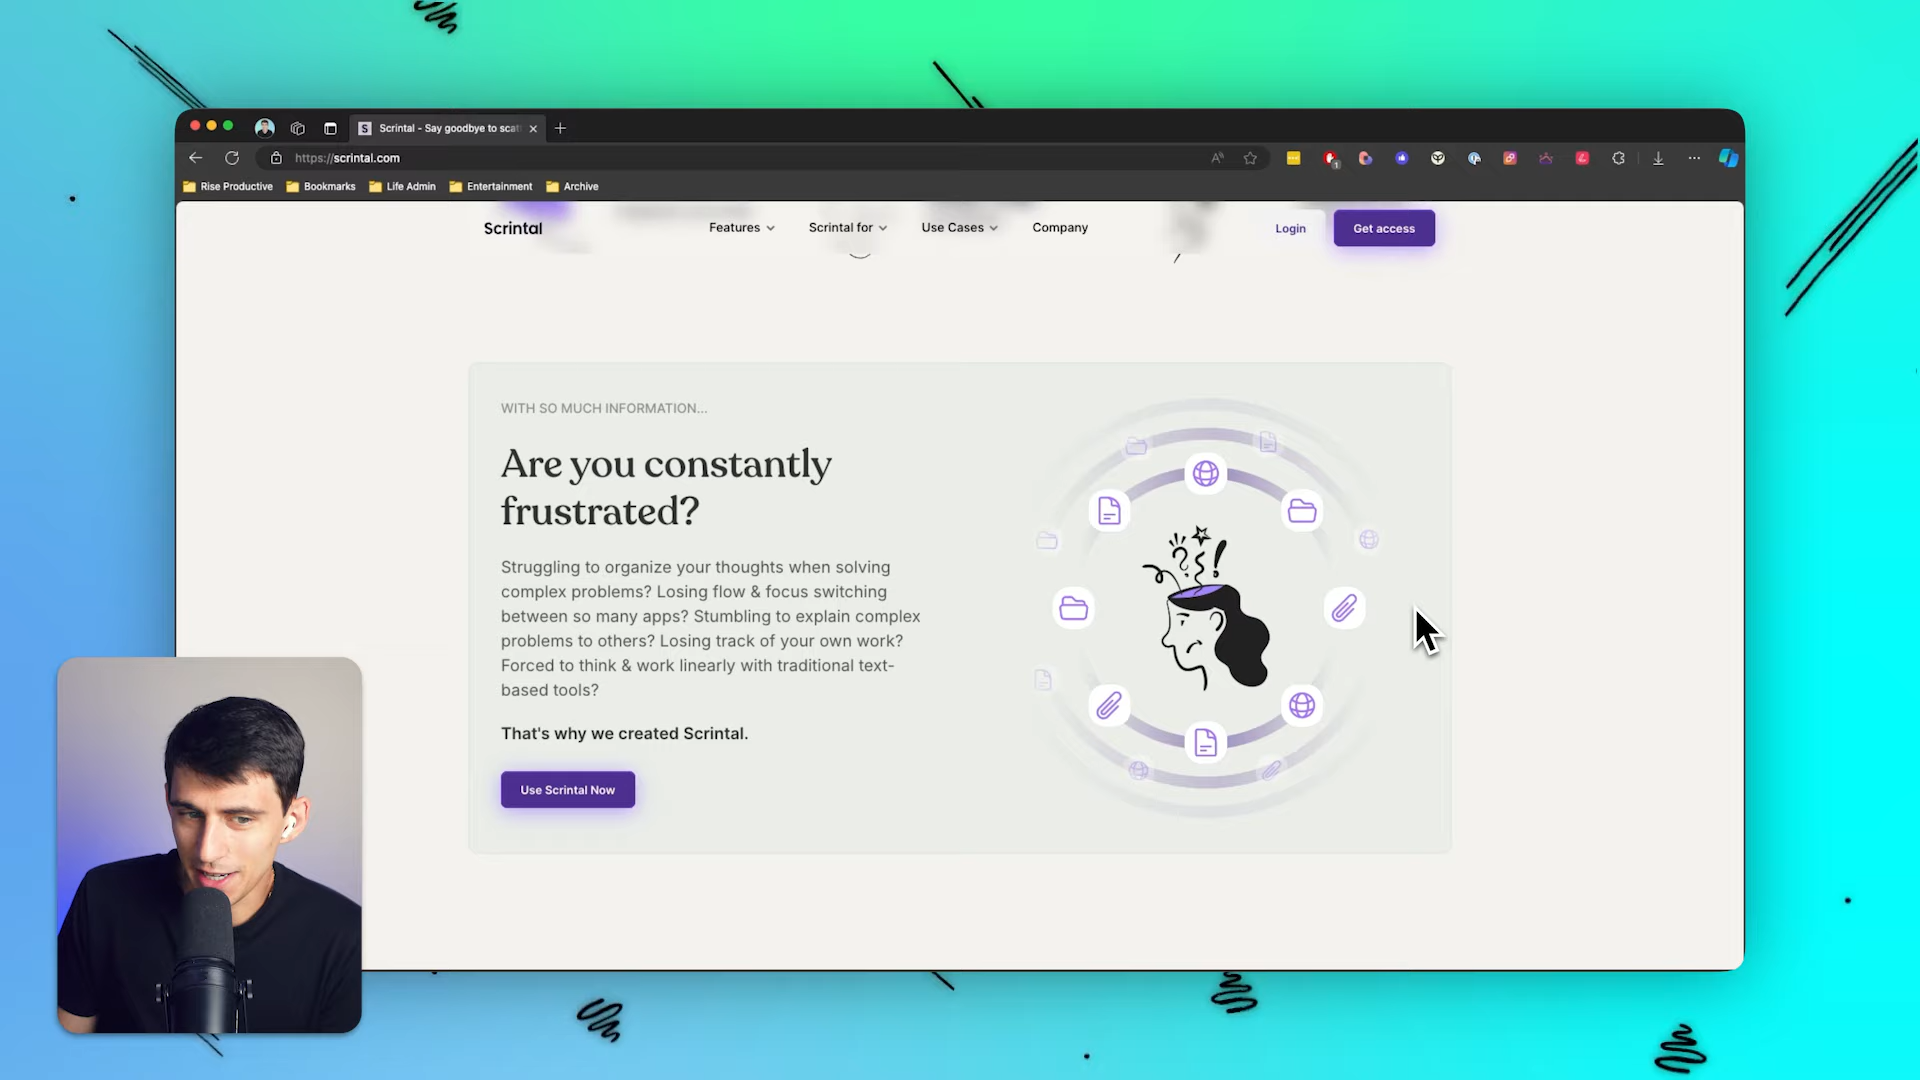 Scrintal - Say goodbye to scat
https://scrintal.com
1
Rise Productive
Bookmarks
Life Admin
Entertainment
Archive
Scrintal
Features
Scrintal for
Use Cases
Company
Login
Get access
WITH SO MUCH INFORMATION...
Are you constantly
frustrated?
Struggling to organize your thoughts when solving
complex problems? Losing flow & focus switching
between so many apps? Stumbling to explain complex
problems to others? Losing track of your own work?
Forced to think & work linearly with traditional text-
based tools?
That's why we created Scrintal.
Use Scrintal Now